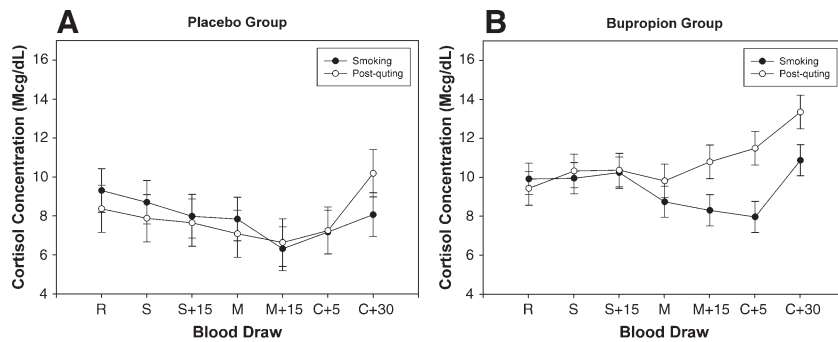 A
Placebo Group
Smoking
Post-quting
Cortisol Concentration (Mcg/dL)
16
14
12
10
8
6
4
R S S+15 M M+15 C+5 C+30
Blood Draw
B
Bupropion Group
Smoking
Post-quting
Cortisol Concentration (Mcg/dL)
16
14
12
10
8
6
4
R S S+15 M M+15 C+5 C+30
Blood Draw